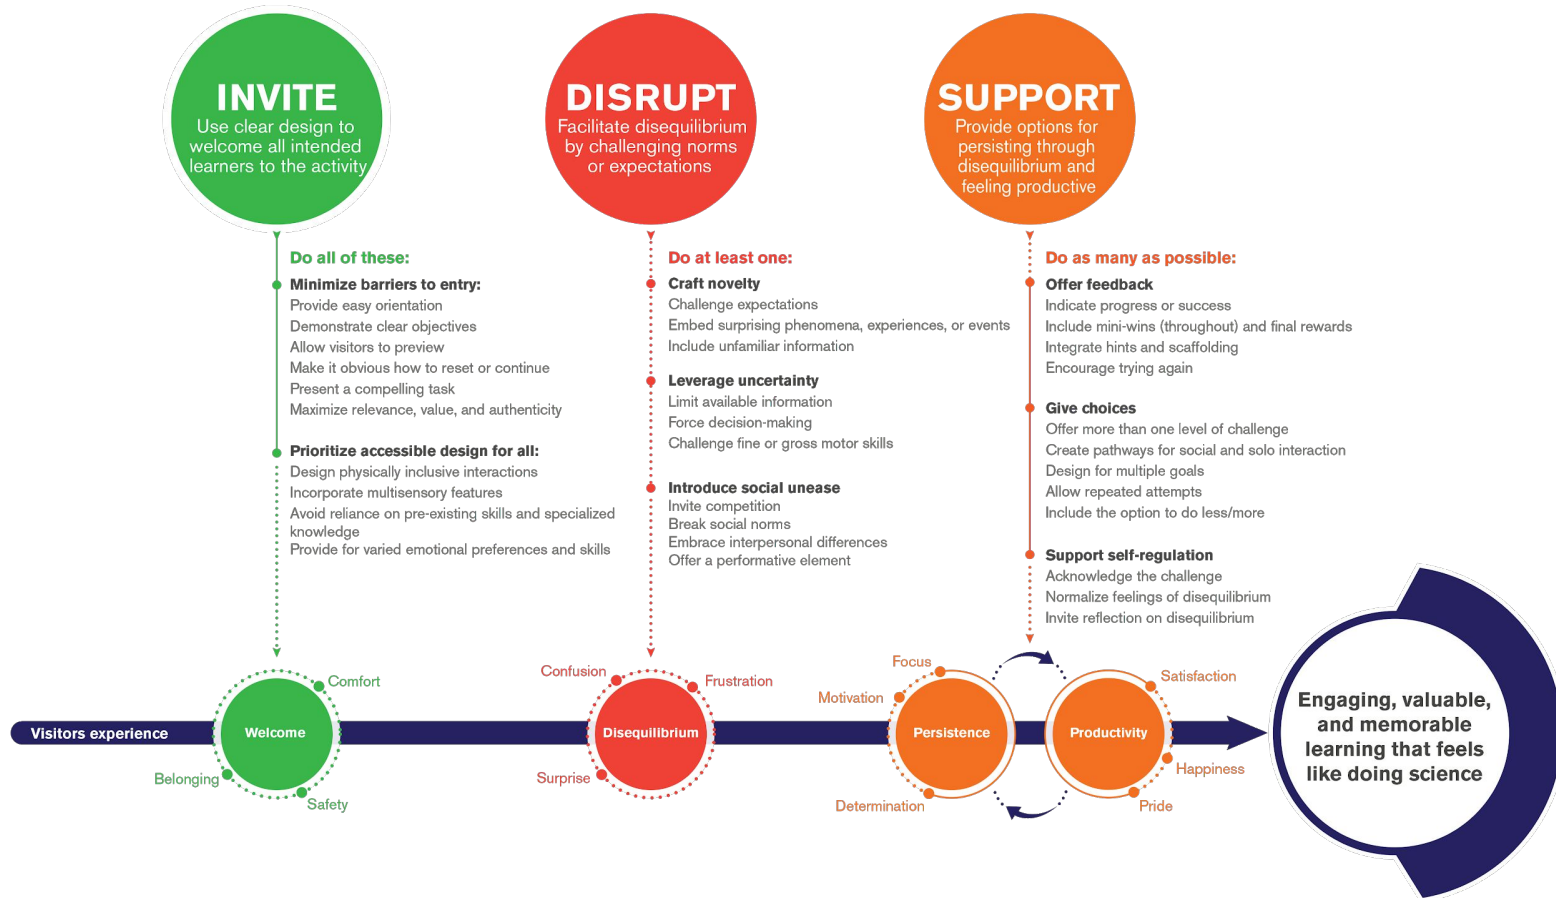 INVITE
Use clear design to
welcome all intended
learners to the activity
Do all of these:
Minimize barriers to entry:
Provide easy orientation
Demonstrate clear objectives
Allow visitors to preview
Make it obvious how to reset or continue
Present a compelling task
Maximize relevance, value, and authenticity
Prioritize accessible design for all:
Design physically inclusive interactions
Incorporate multisensory features
Avoid reliance on pre-existing skills and specialized
knowledge
Provide for varied emotional preferences and skills
DISRUPT
Facilitate disequilibrium
by challenging norms
or expectations
Do at least one:
Craft novelty
Challenge expectations
Embed surprising phenomena, experiences, or events
Include unfamiliar information
Leverage uncertainty
Limit available information
Force decision-making
Challenge fine or gross motor skills
Introduce social unease
Invite competition
Break social norms
Embrace interpersonal differences
Offer a performative element
SUPPORT
Provide options for
persisting through
disequilibrium and
feeling productive
Do as many as possible:
Offer feedback
Indicate progress or success
Include mini-wins (throughout) and final rewards
Integrate hints and scaffolding
Encourage trying again
Give choices
Offer more than one level of challenge
Create pathways for social and solo interaction
Design for multiple goals
Allow repeated attempts
Include the option to do less/more
Support self-regulation
Acknowledge the challenge
Normalize feelings of disequilibrium
Invite reflection on disequilibrium
Visitors experience
Welcome
Comfort
Belonging
Safety
Disequilibrium
Confusion
Frustration
Surprise
Persistence
Focus
Motivation
Determination
Productivity
Satisfaction
Happiness
Pride
Engaging, valuable,
and memorable
learning that feels
like doing science